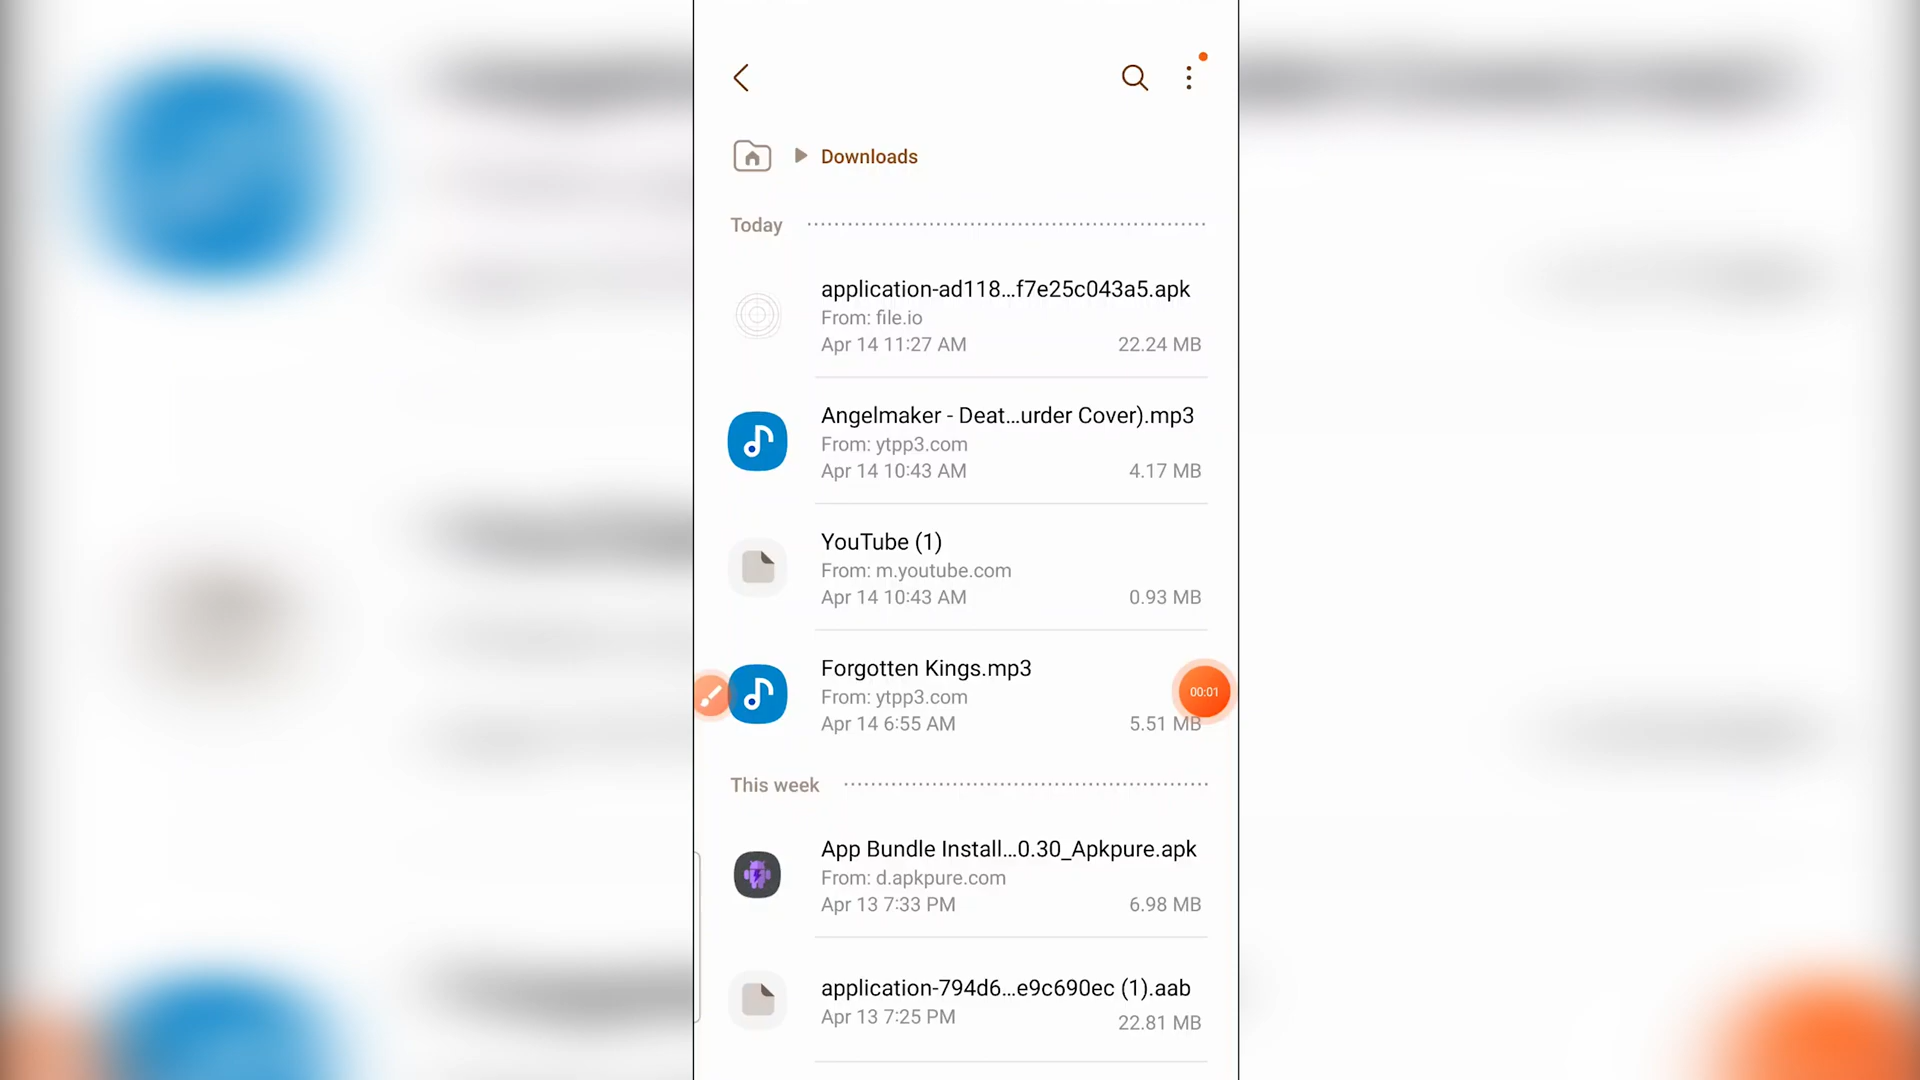 Downloads
Today
application-ad118...f7e25c043a5.apk
From: file.io
Apr 14 11:27 AM 22.24 MB
Angelmaker - Deat...urder Cover).mp3
From: ytpp3.com
Apr 14 10:43 AM 4.17 MB
YouTube (1)
From: m.youtube.com
Apr 14 10:43 AM 0.93 MB
Forgotten Kings.mp3
From: ytpp3.com
00:01
Apr 14 6:55 AM 5.51 MB
This week
App Bundle Install...0.30_Apkpure.apk
From: d.apkpure.com
Apr 13 7:33 PM 6.98 MB
application-794d6...e9c690ec (1).aab
Apr 13 7:25 PM 22.81 MB